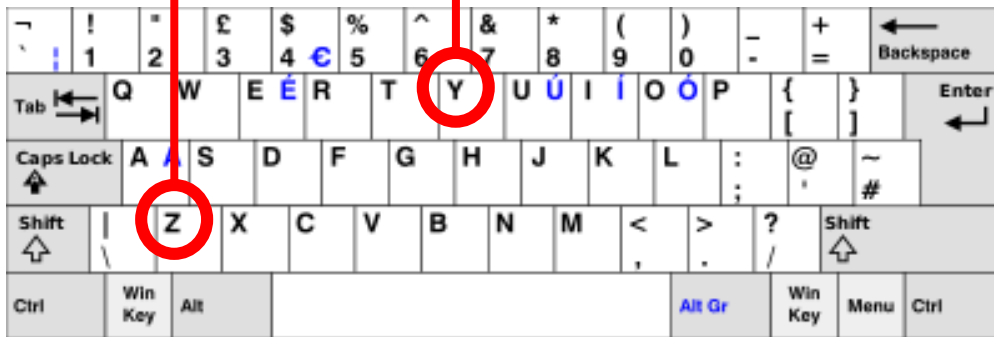 ¬ ! " £ $ % ^ & * ( ) _ +
` ¦ 1 2 3 4 € 5 6 7 8 9 0 - = Backspace
Tab Q W E É R T Y U Ú I Í O Ó P { } Enter
[ ]
Caps Lock A Á S D F G H J K L : @ ~
; ' #
Shift | Z X C V B N M < > ? Shift
\ , . /
Ctrl Win Key Alt Alt Gr Win Key Menu Ctrl